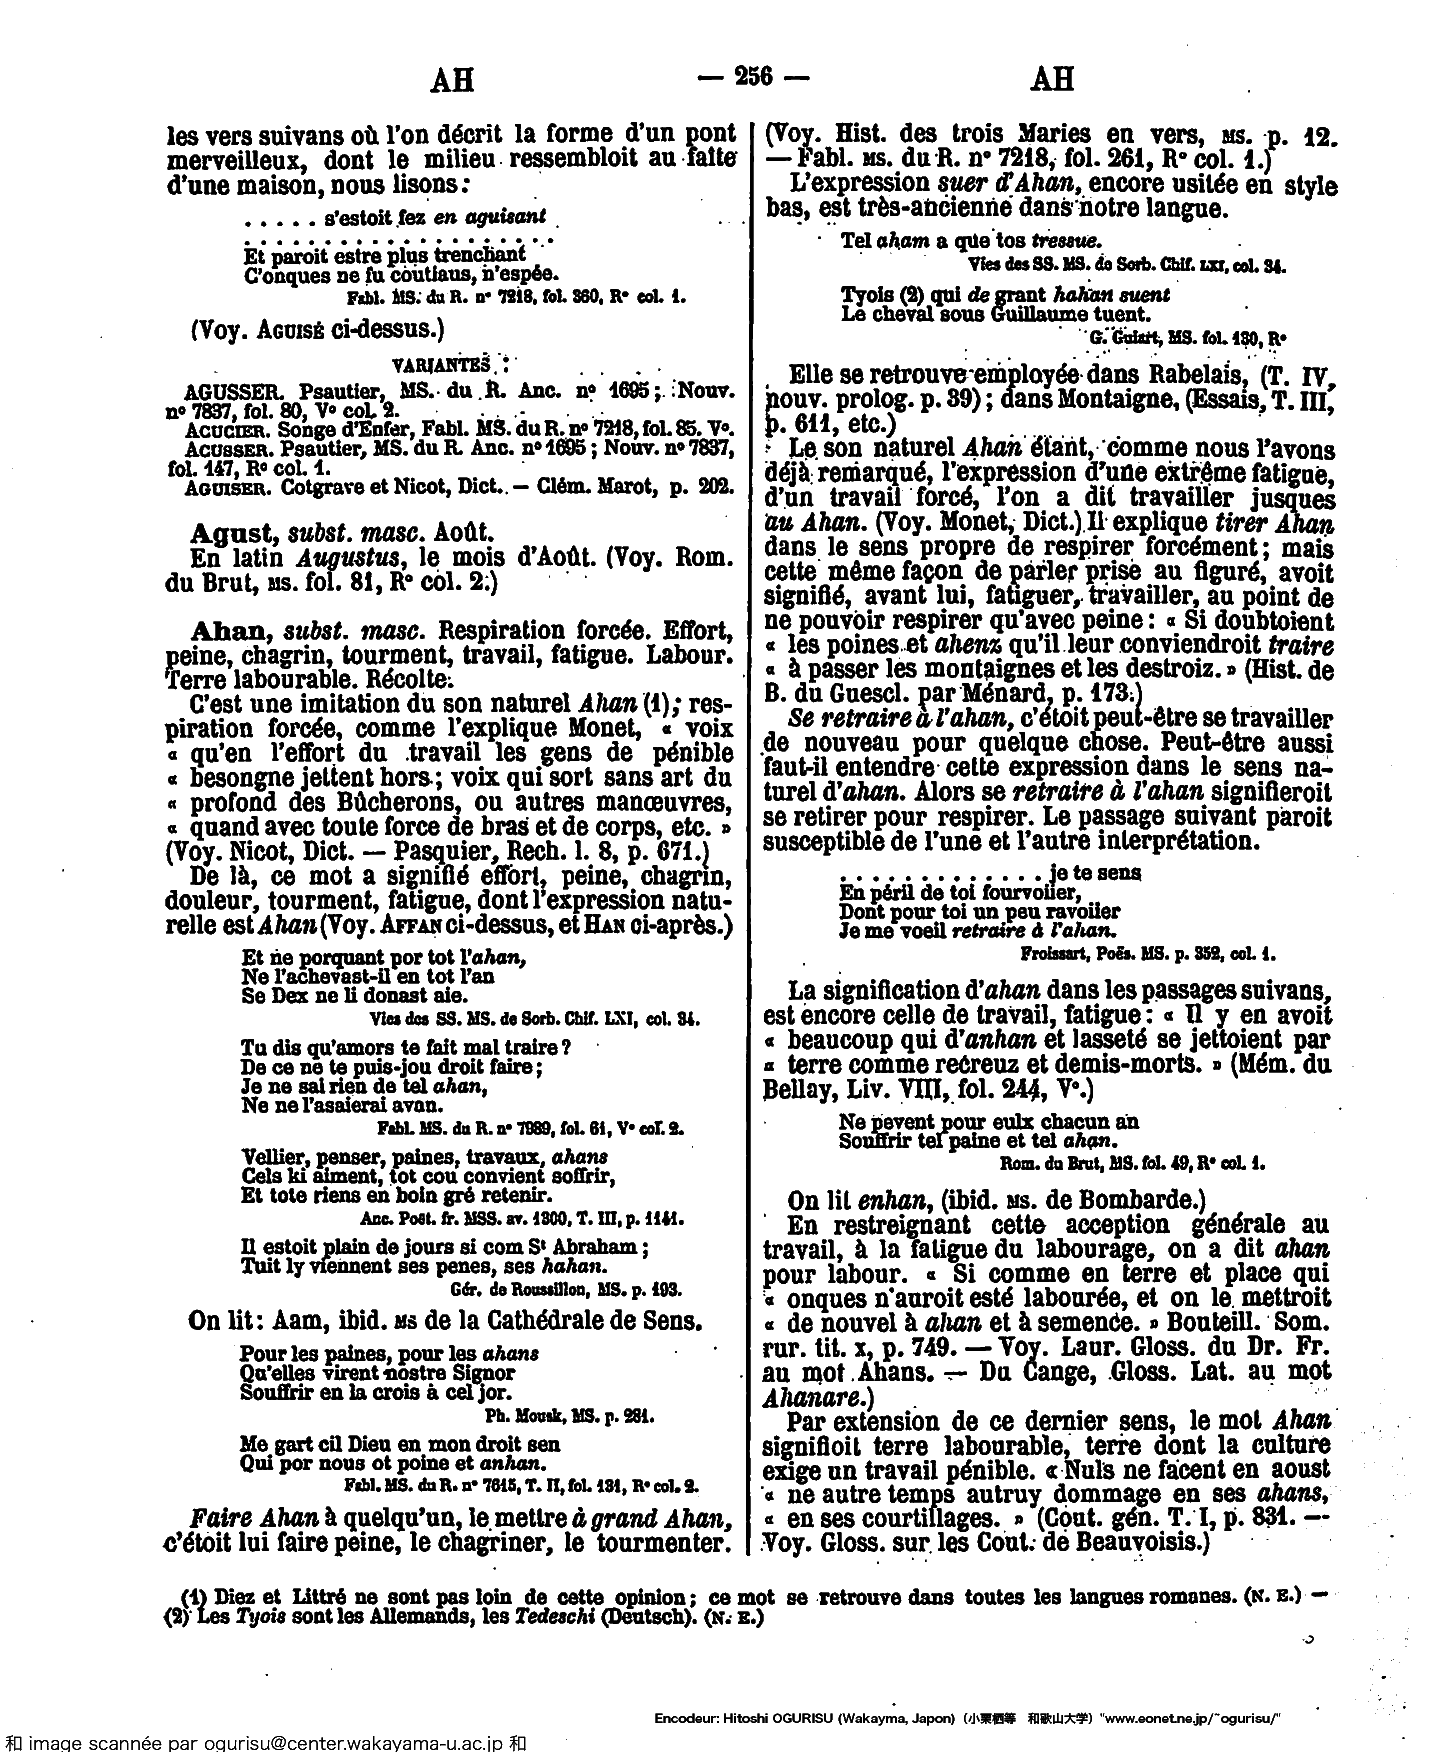 AH — 256 — AH
les vers suivans où l'on décrit la forme d'un pont
merveilleux, dont le milieu ressembloit au faîte
d'une maison, nous lisons :
. . . . . s'estoit fez en aguisant
. . . . . . . . . . . . . . . . . . . .
Et paroit estre plus trenchant
C'onques ne fu coutiaus, n'espée.
Fabl. MS. du R. nº 7218, fol. 360, Rº col. 1.
(Voy. AGUISÉ ci-dessus.)
VARIANTES :
AGUSSER. Psautier, MS. du R. Anc. nº 1695 ; Nouv.
nº 7837, fol. 80, Vº col. 2.
ACUCIER. Songe d'Enfer, Fabl. MS. du R. nº 7218, fol. 85. Vº.
ACUSSER. Psautier, MS. du R. Anc. nº 1695 ; Nouv. nº 7837,
fol. 147, Rº col. 1.
AGUISER. Cotgrave et Nicot, Dict. — Clém. Marot, p. 202.
Agust, subst. masc. Août.
En latin Augustus, le mois d'Août. (Voy. Rom.
du Brut, MS. fol. 81, Rº col. 2.)
Ahan, subst. masc. Respiration forcée. Effort,
peine, chagrin, tourment, travail, fatigue. Labour.
Terre labourable. Récolte.
C'est une imitation du son naturel Ahan (1) ; res-
piration forcée, comme l'explique Monet, « voix
« qu'en l'effort du travail les gens de pénible
« besongne jettent hors ; voix qui sort sans art du
« profond des Bûcherons, ou autres manœuvres,
« quand avec toute force de bras et de corps, etc. »
(Voy. Nicot, Dict. — Pasquier, Rech. l. 8, p. 671.)
De là, ce mot a signifié effort, peine, chagrin,
douleur, tourment, fatigue, dont l'expression natu-
relle est Ahan (Voy. AFFAN ci-dessus, et HAN ci-après.)
Et ne porquant por tot l'ahan,
Ne l'achevast-il en tot l'an
Se Dex ne li donast aie.
Vies des SS. MS. de Sorb. Chif. LXI, col. 34.
Tu dis qu'amors te fait mal traire ?
De ce ne te puis-jou droit faire ;
Je ne sai rien de tel ahan,
Ne ne l'asaierai avan.
Fabl. MS. du R. nº 7989, fol. 61, Vº col. 2.
Vellier, penser, paines, travaux, ahans
Cels ki aiment, tot cou convient soffrir,
Et tote riens en boin gré retenir.
Anc. Poët. fr. MSS. av. 1300, T. III, p. 1141.
Il estoit plain de jours si com St Abraham ;
Tuit ly viennent ses penes, ses hahan.
Gér. de Roussillon, MS. p. 193.
On lit : Aam, ibid. MS de la Cathédrale de Sens.
Pour les paines, pour les ahans
Qu'elles virent nostre Signor
Souffrir en la crois à cel jor.
Ph. Mousk, MS. p. 281.
Me gart cil Dieu en mon droit sen
Qui por nous ot poine et anhan.
Fabl. MS. du R. nº 7615, T. II, fol. 131, Rº col. 2.
Faire Ahan à quelqu'un, le mettre à grand Ahan,
c'étoit lui faire peine, le chagriner, le tourmenter.
(Voy. Hist. des trois Maries en vers, MS. p. 12.
— Fabl. MS. du R. nº 7218, fol. 261, Rº col. 1.)
L'expression suer d'Ahan, encore usitée en style
bas, est très-ancienne dans notre langue.
Tel aham a que tos tressue.
Vies des SS. MS. de Sorb. Chif. LXI, col. 34.
Tyois (2) qui de grant hahan suent
Le cheval sous Guillaume tuent.
G. Guiart, MS. fol. 130, Rº
Elle se retrouve employée dans Rabelais, (T. IV,
nouv. prolog. p. 39) ; dans Montaigne, (Essais, T. III,
p. 611, etc.)
Le son naturel Ahan étant, comme nous l'avons
déjà remarqué, l'expression d'une extrême fatigue,
d'un travail forcé, l'on a dit travailler jusques
au Ahan. (Voy. Monet, Dict.) Il explique tirer Ahan
dans le sens propre de respirer forcément ; mais
cette même façon de parler prise au figuré, avoit
signifié, avant lui, fatiguer, travailler, au point de
ne pouvoir respirer qu'avec peine : « Si doubtoient
« les poines et ahenz qu'il leur conviendroit traire
« à passer les montaignes et les destroiz. » (Hist. de
B. du Guescl. par Ménard, p. 173.)
Se retraire à l'ahan, c'étoit peut-être se travailler
de nouveau pour quelque chose. Peut-être aussi
faut-il entendre cette expression dans le sens na-
turel d'ahan. Alors se retraire à l'ahan signifieroit
se retirer pour respirer. Le passage suivant paroit
susceptible de l'une et l'autre interprétation.
. . . . . . . . . . . . . je te sens
En péril de toi fourvoiier,
Dont pour toi un peu ravoiier
Je me voeil retraire à l'ahan.
Froissart, Poës. MS. p. 352, col. 1.
La signification d'ahan dans les passages suivans,
est encore celle de travail, fatigue : « Il y en avoit
« beaucoup qui d'anhan et lasseté se jettoient par
« terre comme recreuz et demis-morts. » (Mém. du
Bellay, Liv. VIII, fol. 244, Vº.)
Ne pevent pour eulx chacun an
Souffrir tel paine et tel ahan.
Rom. du Brut, MS. fol. 49, Rº col. 1.
On lit enhan, (ibid. MS. de Bombarde.)
En restreignant cette acception générale au
travail, à la fatigue du labourage, on a dit ahan
pour labour. « Si comme en terre et place qui
« onques n'auroit esté labourée, et on le mettroit
« de nouvel à ahan et à semence. » Bouteill. Som.
rur. tit. X, p. 749. — Voy. Laur. Gloss. du Dr. Fr.
au mot Ahans. — Du Cange, Gloss. Lat. au mot
Ahanare.)
Par extension de ce dernier sens, le mot Ahan
signifioit terre labourable, terre dont la culture
exige un travail pénible. « Nuls ne facent en aoust
« ne autre temps autruy dommage en ses ahans,
« en ses courtillages. » (Cout. gén. T. I, p. 831. —
Voy. Gloss. sur les Cout. de Beauvoisis.)
(1) Diez et Littré ne sont pas loin de cette opinion ; ce mot se retrouve dans toutes les langues romanes. (N. E.) —
(2) Les Tyois sont les Allemands, les Tedeschi (Deutsch). (N. E.)
Encodeur: Hitoshi OGURISU (Wakayma, Japon) (小栗栖等 和歌山大学) "www.eonet.ne.jp/~ogurisu/"
和 image scannée par ogurisu@center.wakayama-u.ac.jp 和